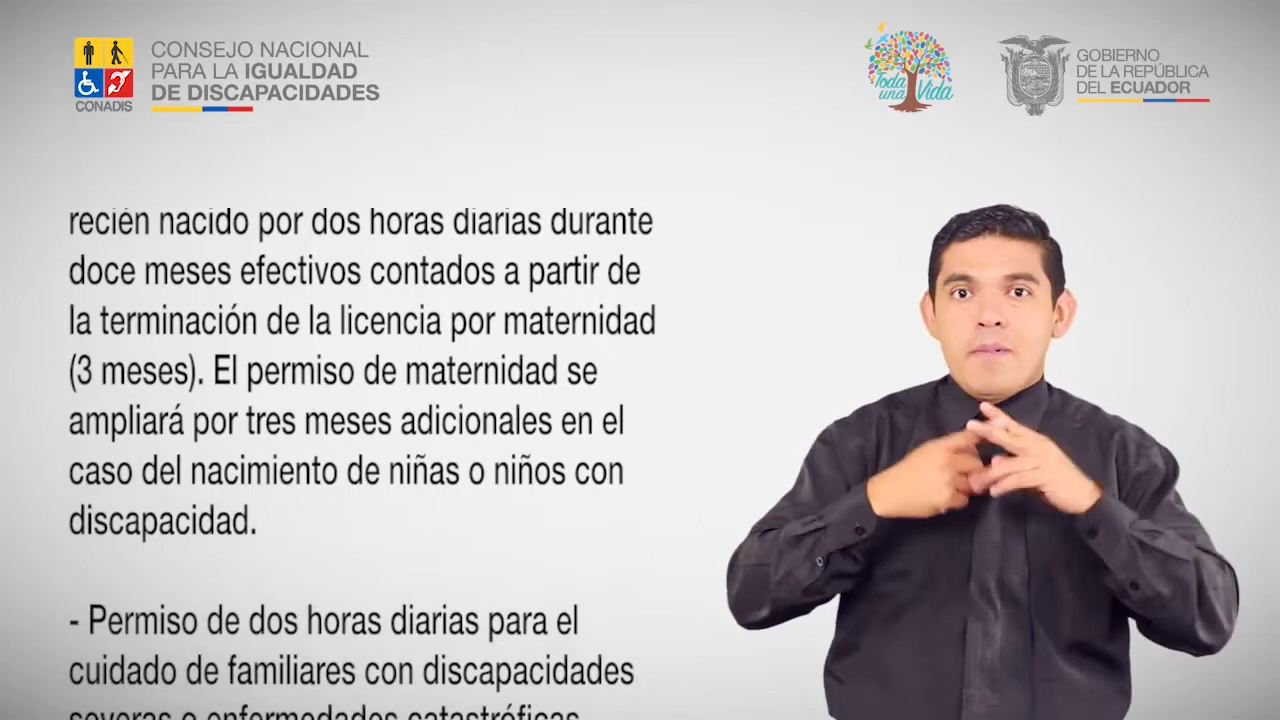 CONSEJO NACIONAL
PARA LA IGUALDAD
DE DISCAPACIDADES
CONADIS
Toda
una Vida
GOBIERNO
DE LA REPÚBLICA
DEL ECUADOR
recién nacido por dos horas diarias durante
doce meses efectivos contados a partir de
la terminación de la licencia por maternidad
(3 meses). El permiso de maternidad se
ampliará por tres meses adicionales en el
caso del nacimiento de niñas o niños con
discapacidad.
- Permiso de dos horas diarias para el
cuidado de familiares con discapacidades
severas o enfermedades catastróficas